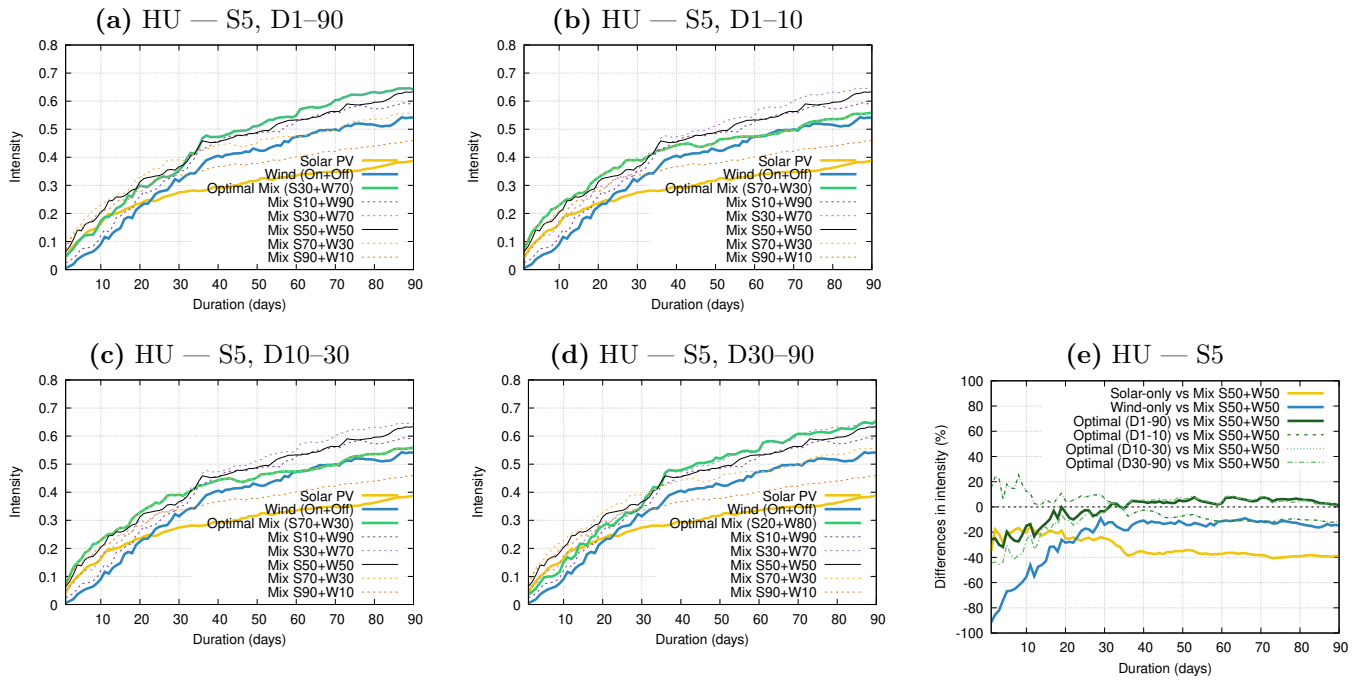 (a) HU — S5, D1–90
Intensity
0.8
0.7
0.6
0.5
0.4
0.3
0.2
0.1
0
Solar PV
Wind (On+Off)
Optimal Mix (S30+W70)
Mix S10+W90
Mix S30+W70
Mix S50+W50
Mix S70+W30
Mix S90+W10
10 20 30 40 50 60 70 80 90
Duration (days)
(b) HU — S5, D1–10
Intensity
0.8
0.7
0.6
0.5
0.4
0.3
0.2
0.1
0
Solar PV
Wind (On+Off)
Optimal Mix (S70+W30)
Mix S10+W90
Mix S30+W70
Mix S50+W50
Mix S70+W30
Mix S90+W10
10 20 30 40 50 60 70 80 90
Duration (days)
(c) HU — S5, D10–30
Intensity
0.8
0.7
0.6
0.5
0.4
0.3
0.2
0.1
0
Solar PV
Wind (On+Off)
Optimal Mix (S70+W30)
Mix S10+W90
Mix S30+W70
Mix S50+W50
Mix S70+W30
Mix S90+W10
10 20 30 40 50 60 70 80 90
Duration (days)
(d) HU — S5, D30–90
Intensity
0.8
0.7
0.6
0.5
0.4
0.3
0.2
0.1
0
Solar PV
Wind (On+Off)
Optimal Mix (S20+W80)
Mix S10+W90
Mix S30+W70
Mix S50+W50
Mix S70+W30
Mix S90+W10
10 20 30 40 50 60 70 80 90
Duration (days)
(e) HU — S5
Differences in intensity (%)
100
80
60
40
20
0
-20
-40
-60
-80
-100
Solar-only vs Mix S50+W50
Wind-only vs Mix S50+W50
Optimal (D1-90) vs Mix S50+W50
Optimal (D1-10) vs Mix S50+W50
Optimal (D10-30) vs Mix S50+W50
Optimal (D30-90) vs Mix S50+W50
10 20 30 40 50 60 70 80 90
Duration (days)